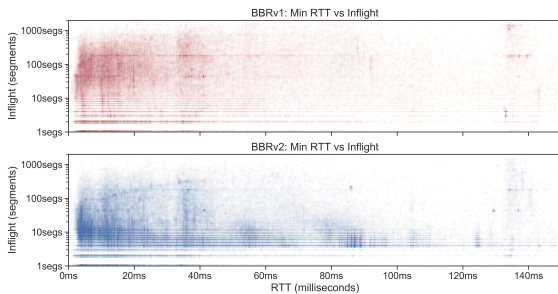 BBRv1: Min RTT vs Inflight
Inflight (segments)
1000segs
100segs
10segs
1segs
BBRv2: Min RTT vs Inflight
Inflight (segments)
1000segs
100segs
10segs
1segs
0ms 20ms 40ms 60ms 80ms 100ms 120ms 140ms
RTT (milliseconds)